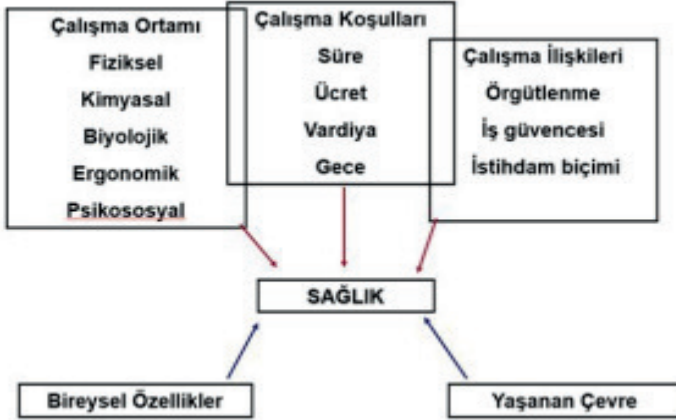 Çalışma Ortamı
Fiziksel
Kimyasal
Biyolojik
Ergonomik
Psikososyal
Çalışma Koşulları
Süre
Ücret
Vardiya
Gece
Çalışma İlişkileri
Örgütlenme
İş güvencesi
İstihdam biçimi
SAĞLIK
Bireysel Özellikler
Yaşanan Çevre